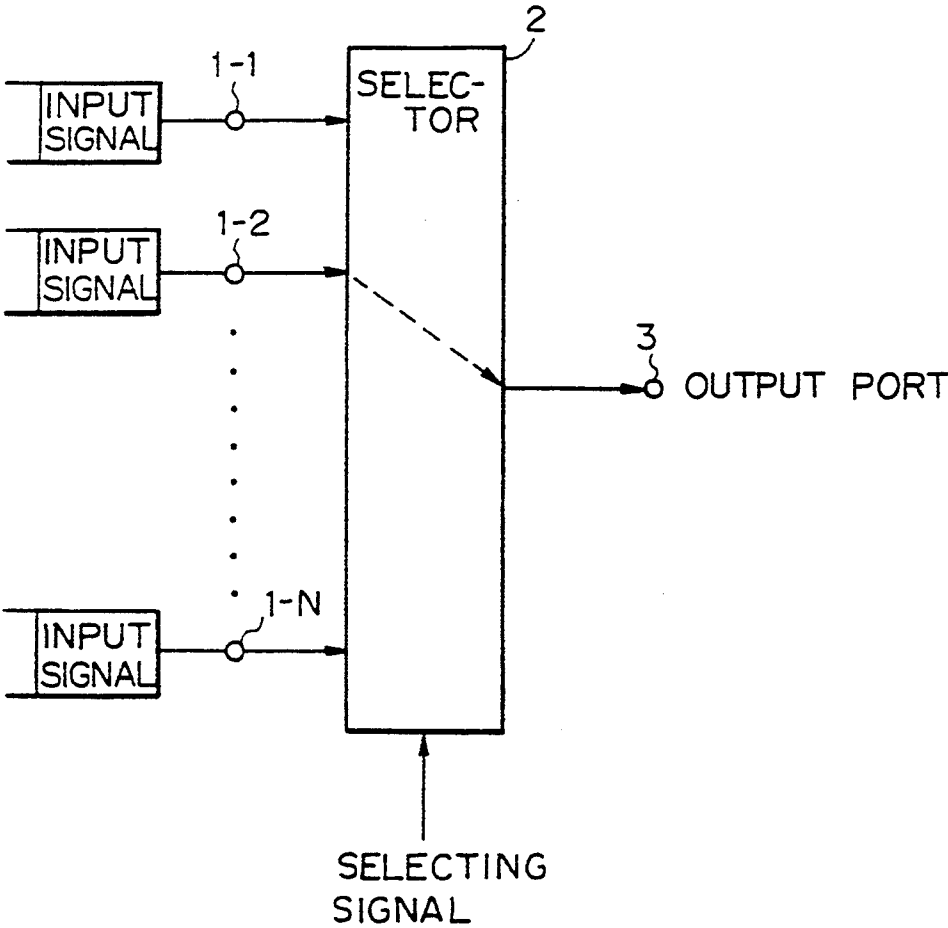 2
1-1
SELEC-
TOR
INPUT
SIGNAL
1-2
INPUT
SIGNAL
3
OUTPUT PORT
1-N
INPUT
SIGNAL
SELECTING
SIGNAL